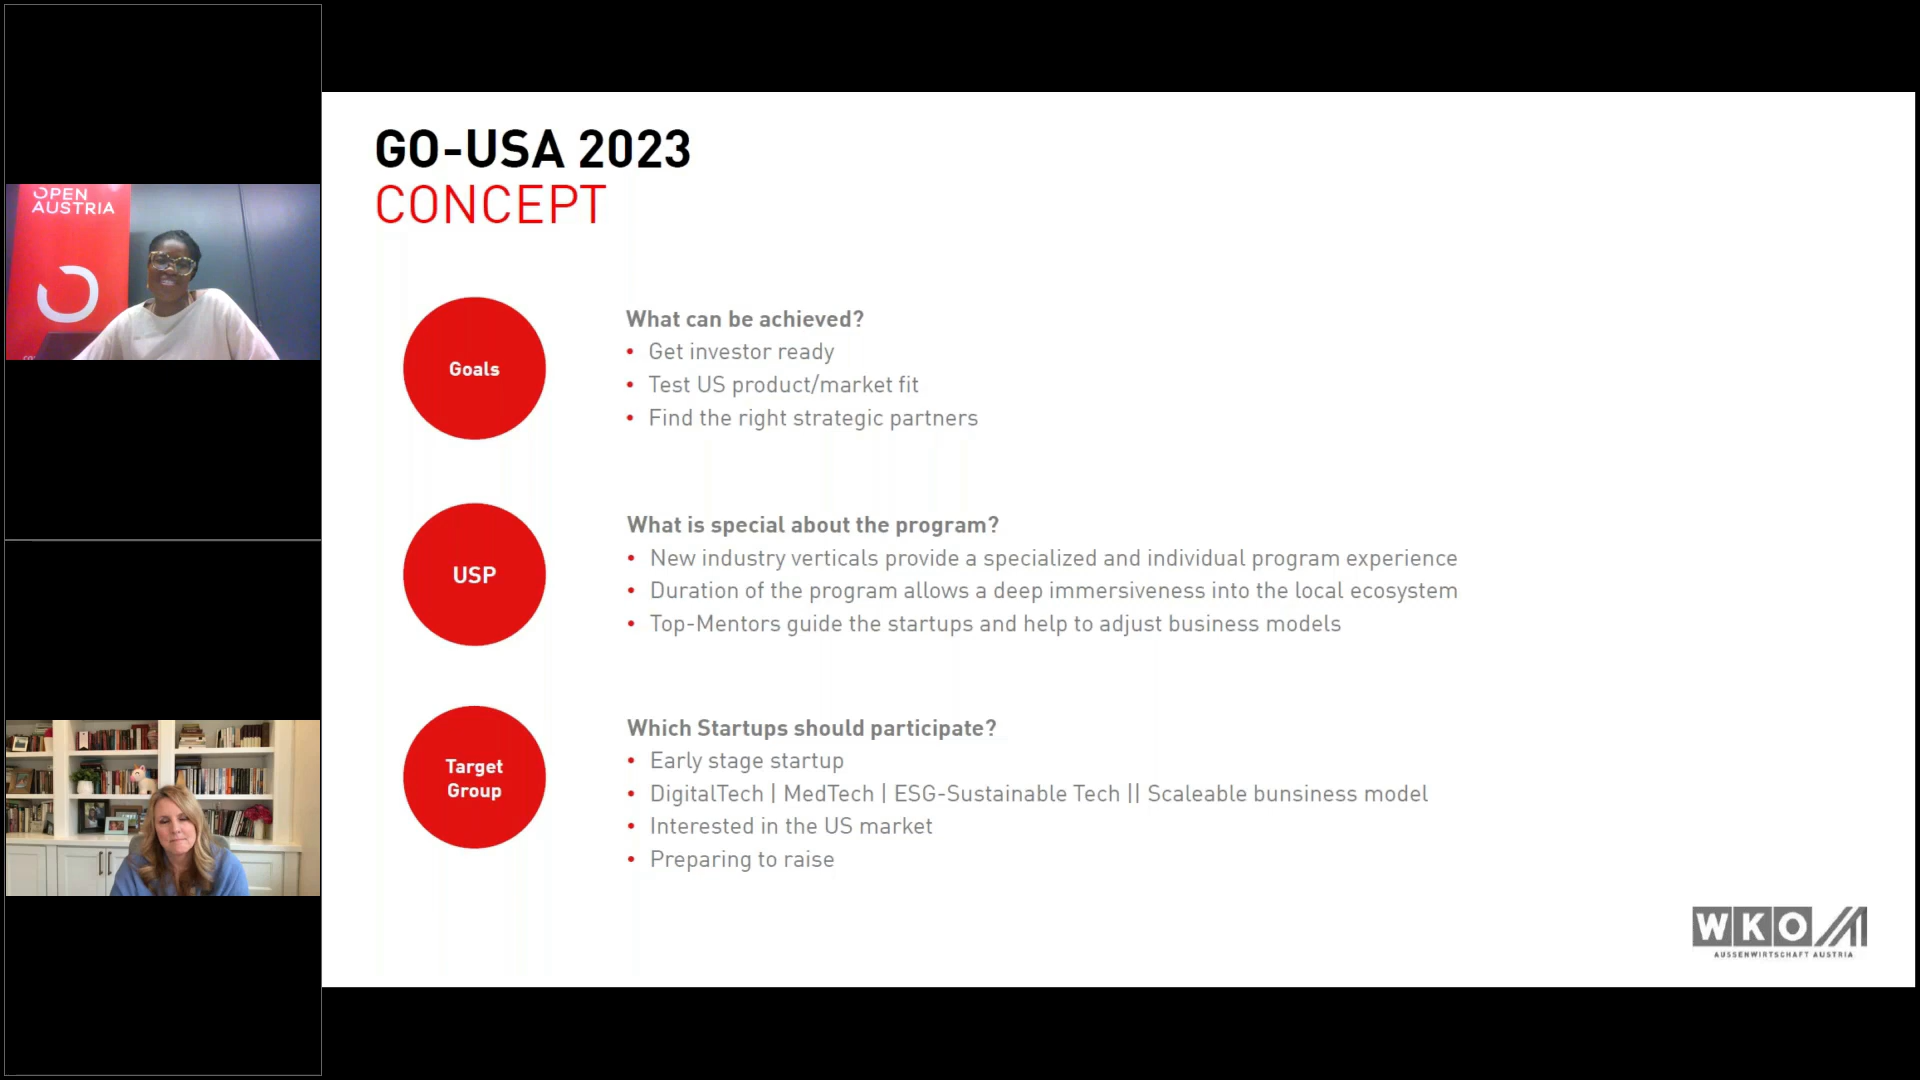 OPEN
AUSTRIA
GO-USA 2023
CONCEPT
Goals
What can be achieved?
• Get investor ready
• Test US product/market fit
• Find the right strategic partners
USP
What is special about the program?
• New industry verticals provide a specialized and individual program experience
• Duration of the program allows a deep immersiveness into the local ecosystem
• Top-Mentors guide the startups and help to adjust business models
Target
Group
Which Startups should participate?
• Early stage startup
• DigitalTech | MedTech | ESG-Sustainable Tech || Scaleable bunsiness model
• Interested in the US market
• Preparing to raise
WKO
AUSSENWIRTSCHAFT AUSTRIA